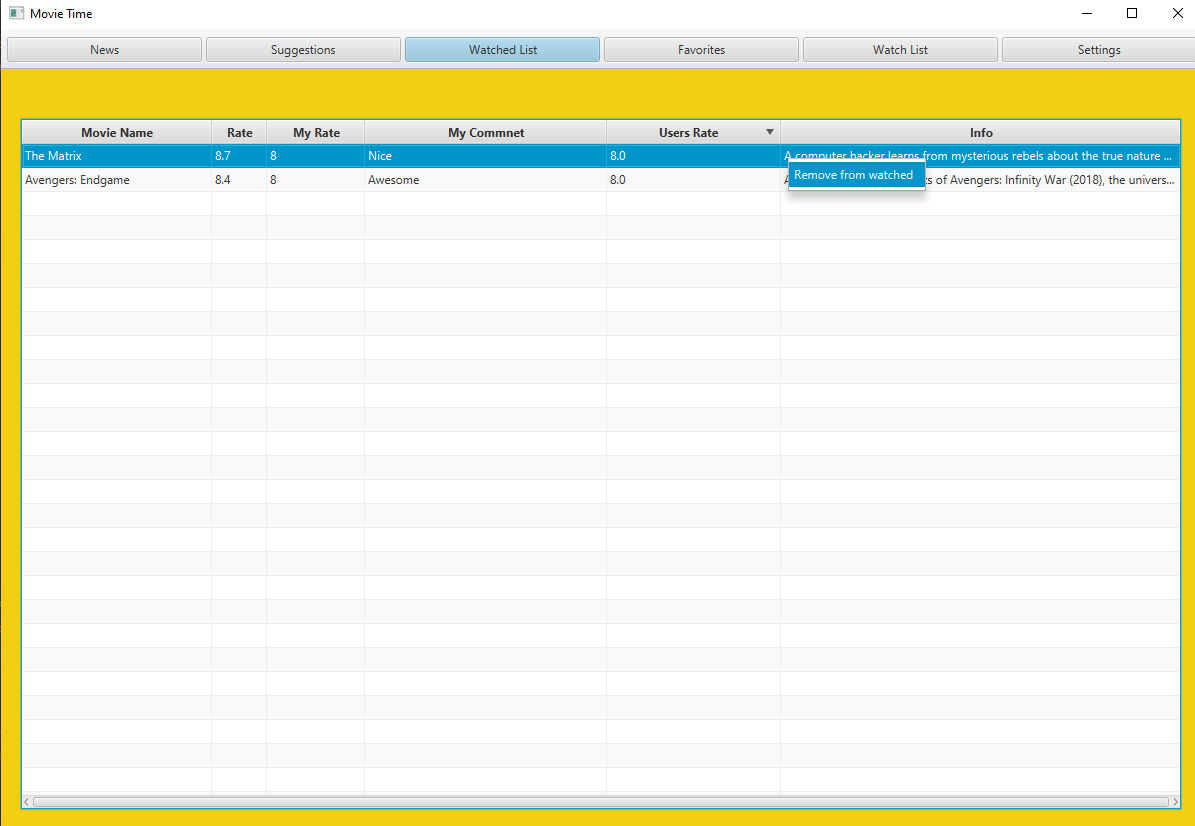 Movie Time
News Suggestions Watched List Favorites Watch List Settings
Movie Name Rate My Rate My Commnet Users Rate Info
The Matrix 8.7 8 Nice 8.0 A computer hacker learns from mysterious rebels about the true nature ...
Remove from watched
Avengers: Endgame 8.4 8 Awesome 8.0 of Avengers: Infinity War (2018), the univers...